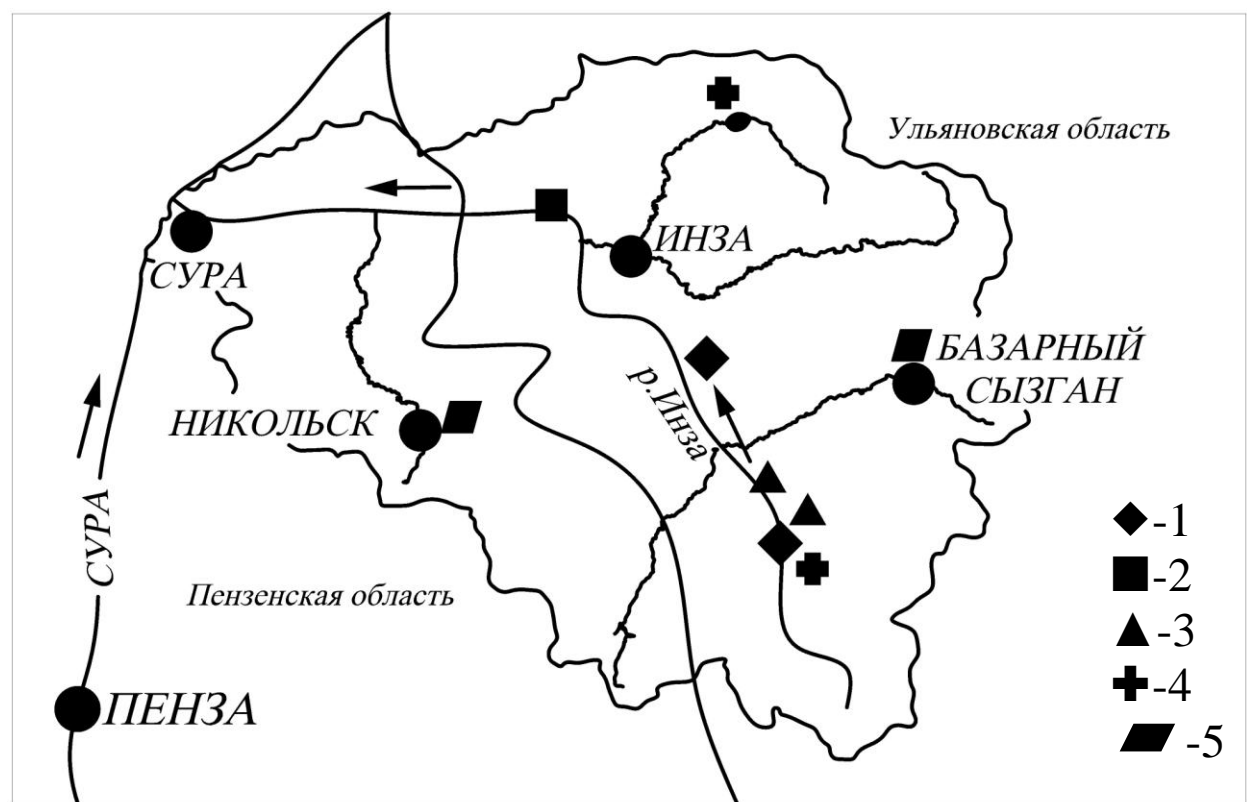 Ульяновская область
ИНЗА
СУРА
БАЗАРНЫЙ
СЫЗГАН
р.Инза
НИКОЛЬСК
СУРА
Пензенская область
ПЕНЗА
-1
-2
-3
-4
-5